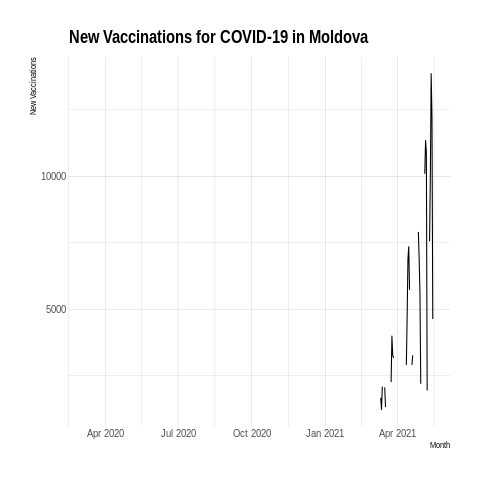 New Vaccinations for COVID-19 in Moldova
New Vaccinations
10000
5000
Apr 2020
Jul 2020
Oct 2020
Jan 2021
Apr 2021
Month